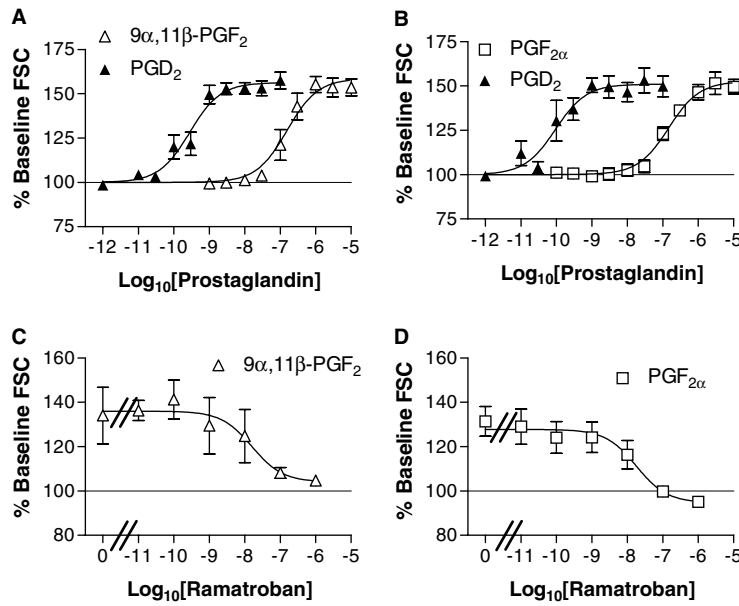 A
9α,11β-PGF2
PGD2
175
150
125
100
75
% Baseline FSC
-12 -11 -10 -9 -8 -7 -6 -5
Log10[Prostaglandin]
B
PGF2α
PGD2
175
150
125
100
75
% Baseline FSC
-12 -11 -10 -9 -8 -7 -6 -5
Log10[Prostaglandin]
C
9α,11β-PGF2
160
140
120
100
80
% Baseline FSC
0 -11 -10 -9 -8 -7 -6 -5
Log10[Ramatroban]
D
PGF2α
160
140
120
100
80
% Baseline FSC
0 -11 -10 -9 -8 -7 -6 -5
Log10[Ramatroban]